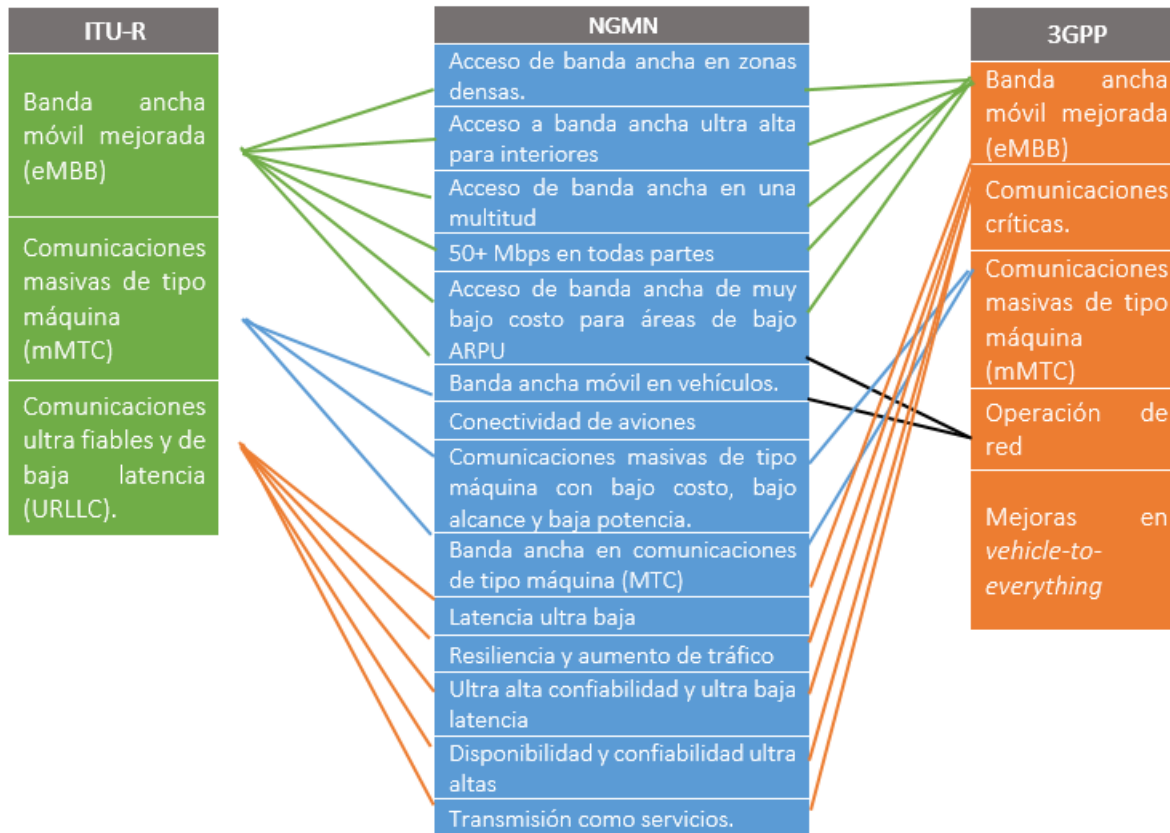 ITU-R
Banda ancha
móvil mejorada
(eMBB)
Comunicaciones
masivas de tipo
máquina
(mMTC)
Comunicaciones
ultra fiables y de
baja latencia
(URLLC).
NGMN
Acceso de banda ancha en zonas
densas.
Acceso a banda ancha ultra alta
para interiores
Acceso de banda ancha en una
multitud
50+ Mbps en todas partes
Acceso de banda ancha de muy
bajo costo para áreas de bajo
ARPU
Banda ancha móvil en vehículos.
Conectividad de aviones
Comunicaciones masivas de tipo
máquina con bajo costo, bajo
alcance y baja potencia.
Banda ancha en comunicaciones
de tipo máquina (MTC)
Latencia ultra baja
Resiliencia y aumento de tráfico
Ultra alta confiabilidad y ultra baja
latencia
Disponibilidad y confiabilidad ultra
altas
Transmisión como servicios.
3GPP
Banda ancha
móvil mejorada
(eMBB)
Comunicaciones
críticas.
Comunicaciones
masivas de tipo
máquina
(mMTC)
Operación de
red
Mejoras en
vehicle-to-
everything